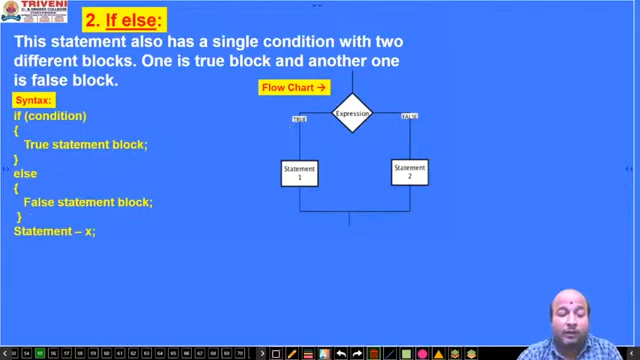 TRIVENI
2. If else:
This statement also has a single condition with two
different blocks. One is true block and another one
is false block.
Flow Chart →
Syntax:
if (condition)
{
True statement block;
}
else
{
False statement block;
}
Statement – x;
Expression
TRUE
FALSE
Statement
1
Statement
2